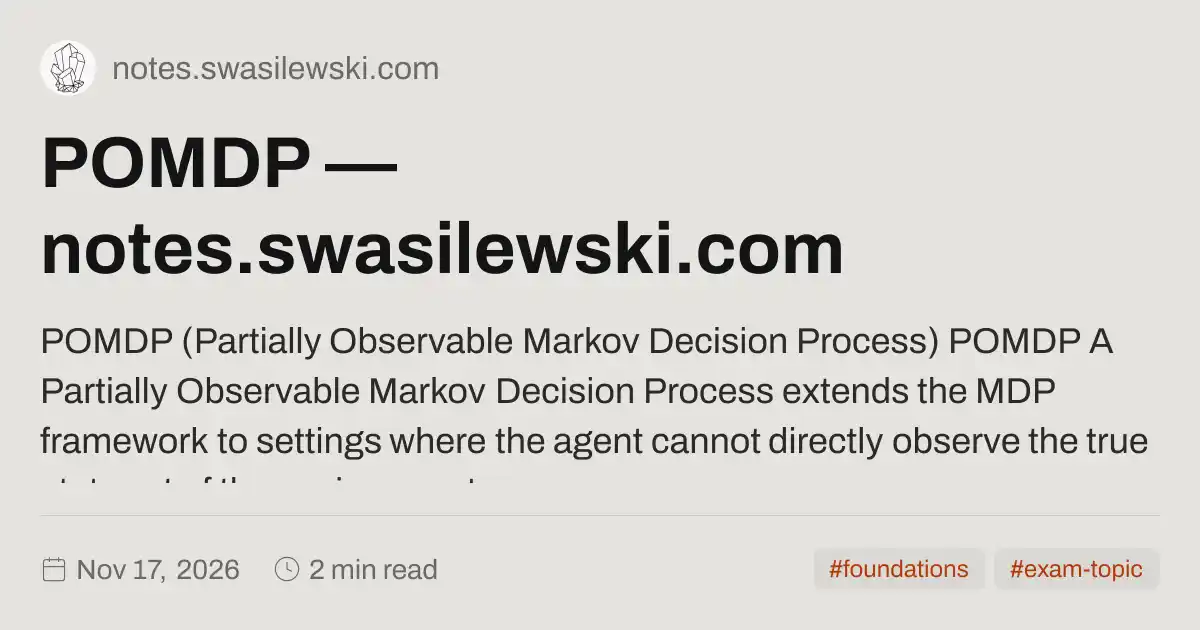 notes.swasilewski.com
POMDP —
notes.swasilewski.com
POMDP (Partially Observable Markov Decision Process) POMDP A
Partially Observable Markov Decision Process extends the MDP
framework to settings where the agent cannot directly observe the true
Nov 17, 2026 2 min read #foundations #exam-topic